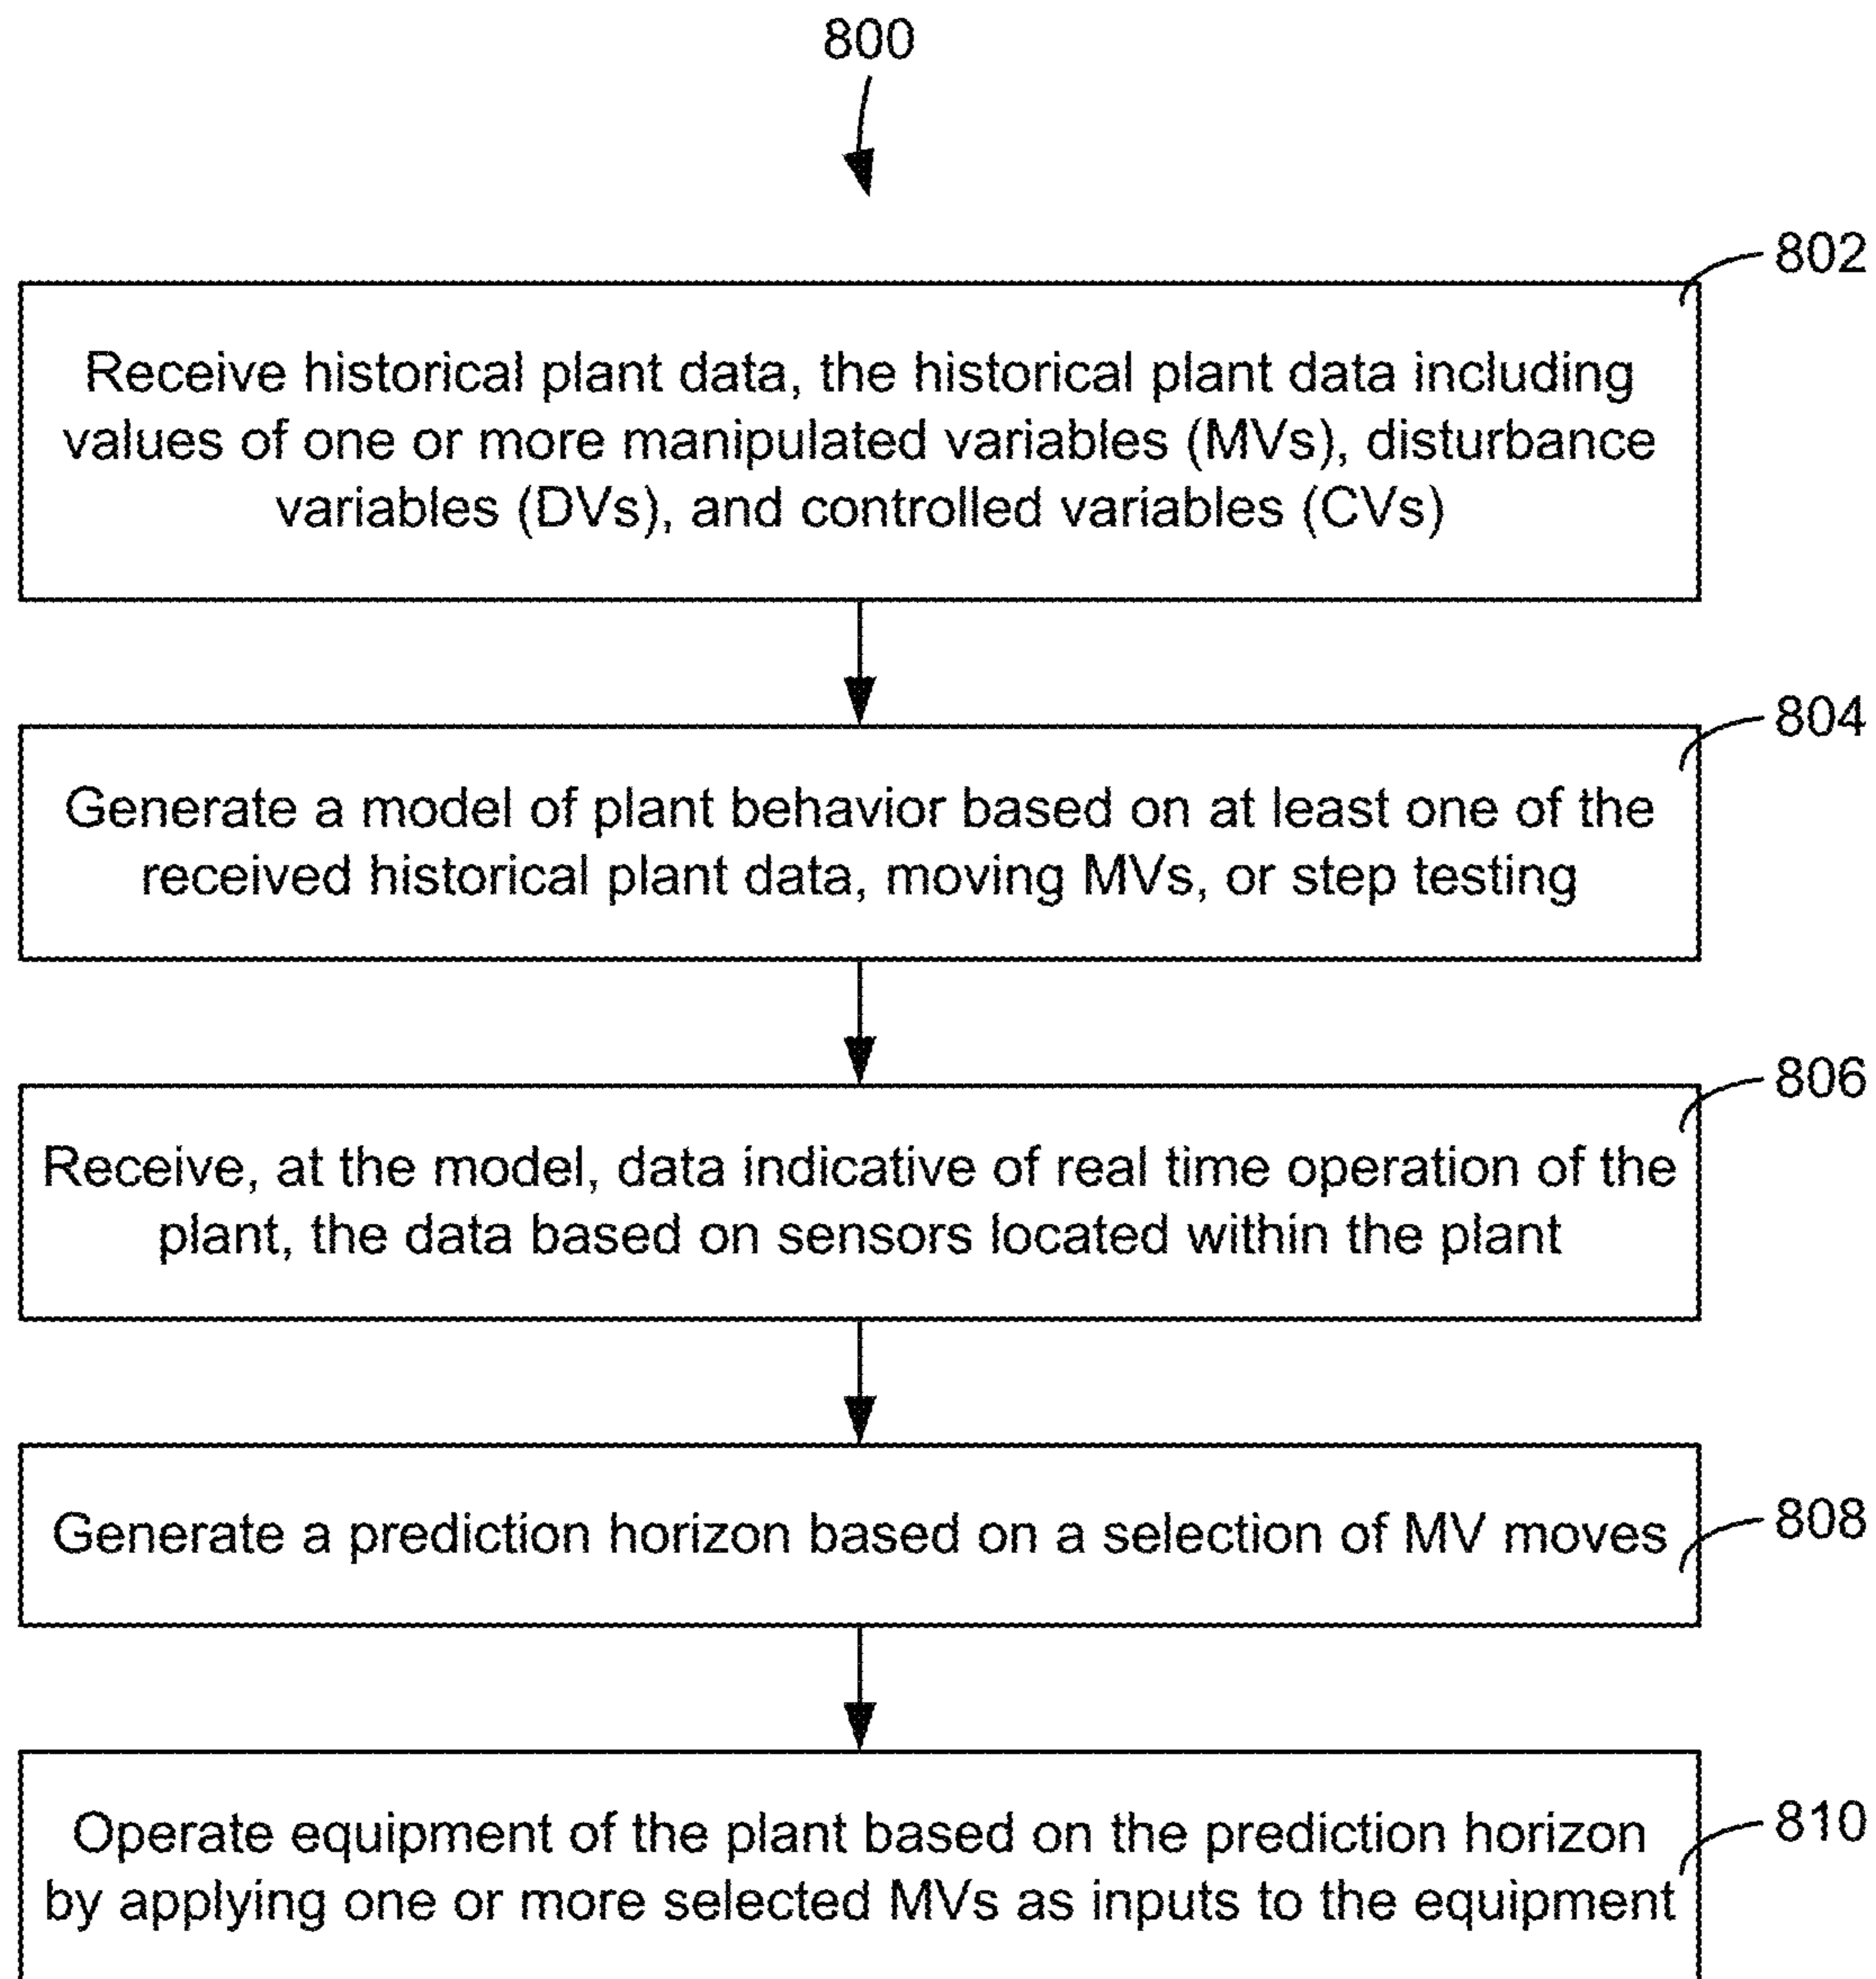 800
802
Receive historical plant data, the historical plant data including
values of one or more manipulated variables (MVs), disturbance
variables (DVs), and controlled variables (CVs)
804
Generate a model of plant behavior based on at least one of the
received historical plant data, moving MVs, or step testing
806
Receive, at the model, data indicative of real time operation of the
plant, the data based on sensors located within the plant
Generate a prediction horizon based on a selection of MV moves
808
Operate equipment of the plant based on the prediction horizon
810
by applying one or more selected MVs as inputs to the equipment